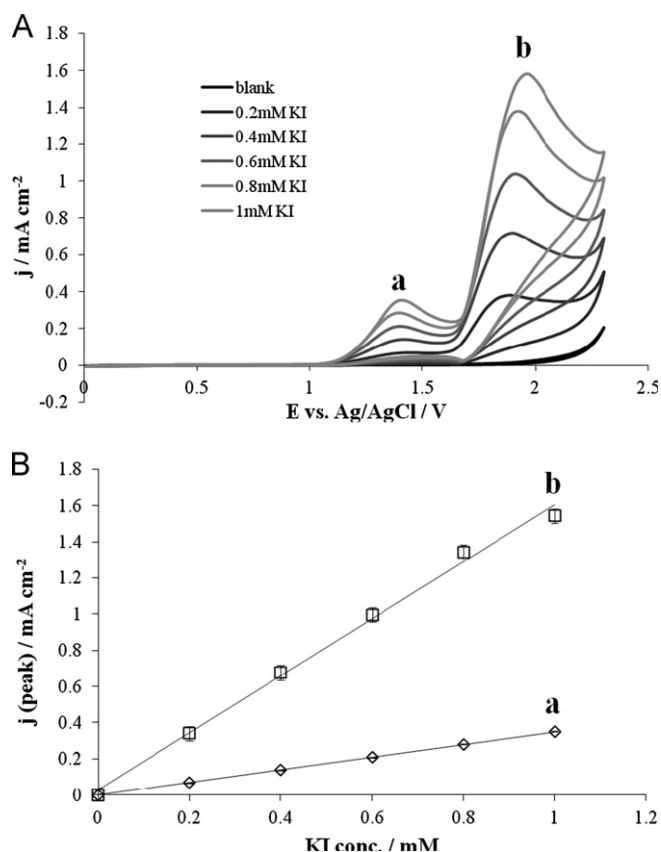 A
b
a
blank
0.2mM KI
0.4mM KI
0.6mM KI
0.8mM KI
1mM KI
j / mA cm-2
1.8
1.6
1.4
1.2
1
0.8
0.6
0.4
0.2
0
-0.2
0 0.5 1 1.5 2 2.5
E vs. Ag/AgCl / V
B
b
a
j (peak) / mA cm-2
1.8
1.6
1.4
1.2
1
0.8
0.6
0.4
0.2
0
0 0.2 0.4 0.6 0.8 1 1.2
KI conc. / mM